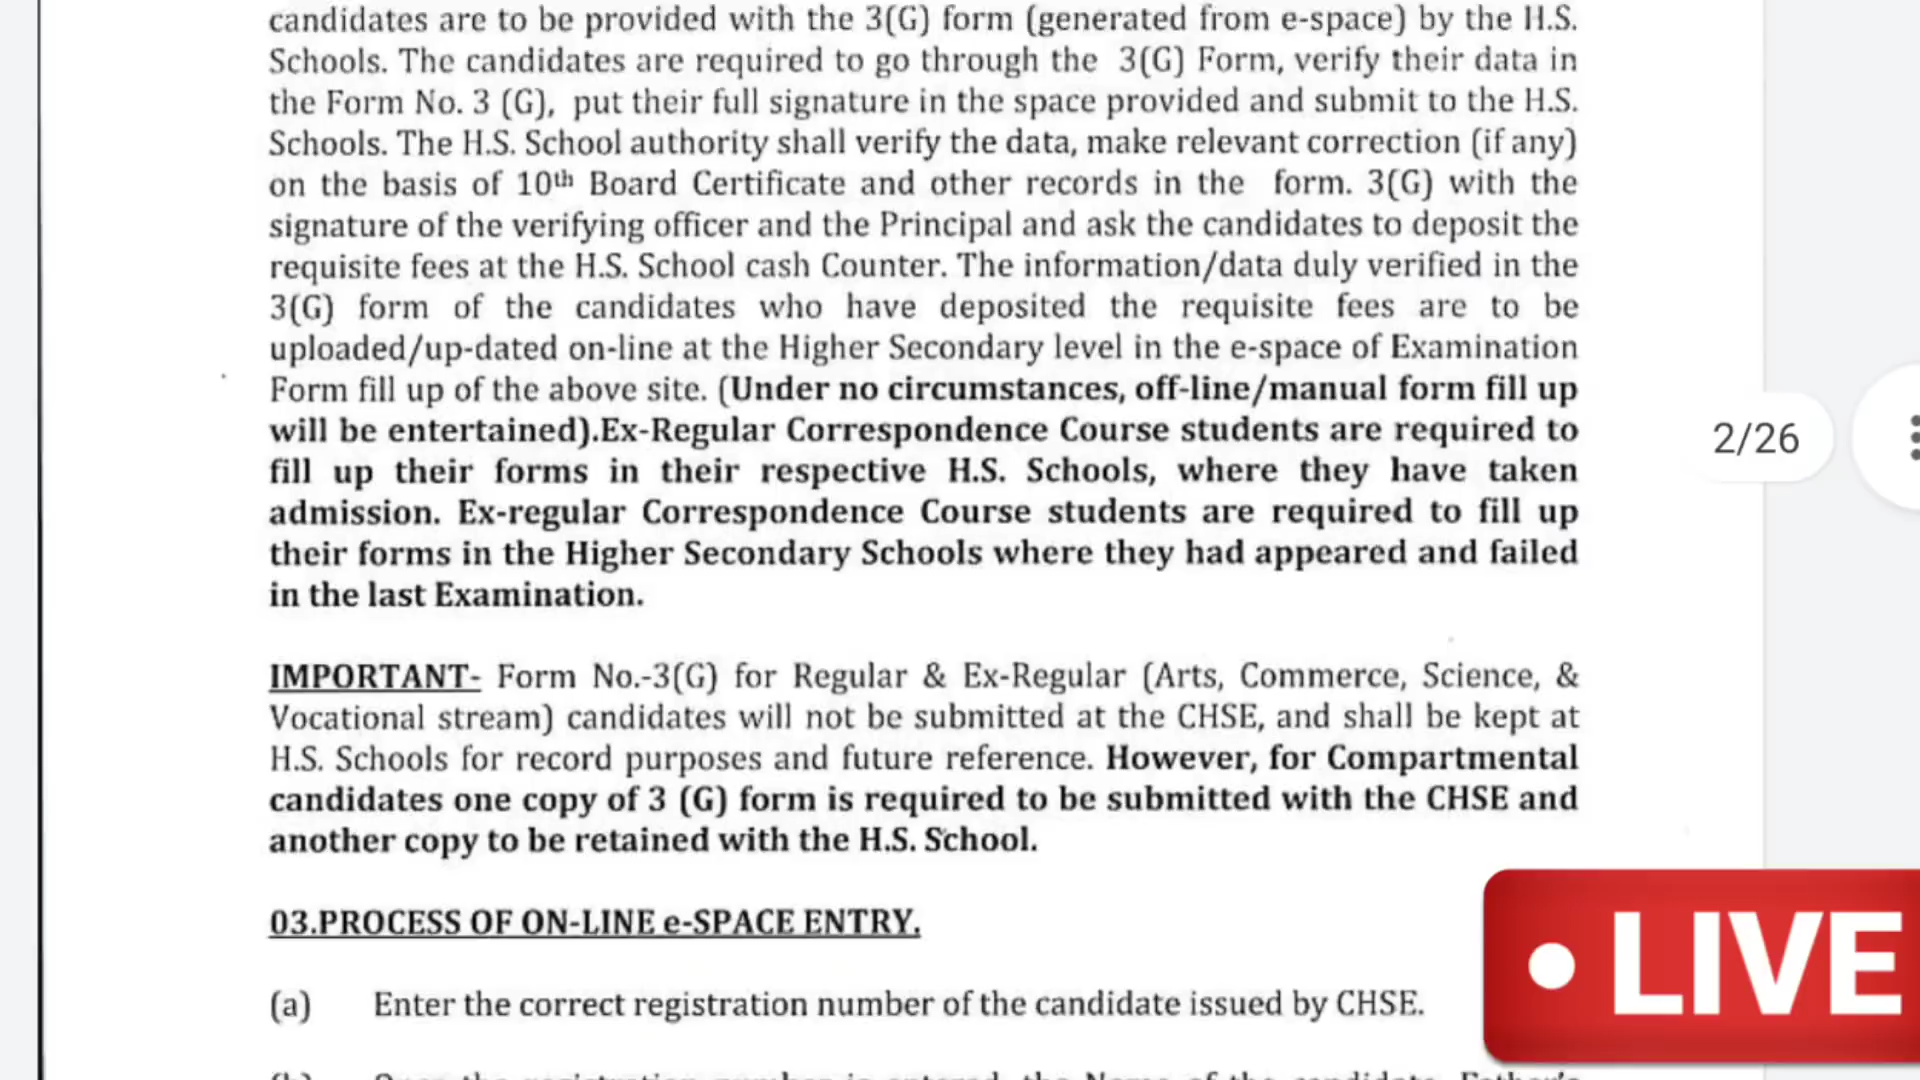 candidates are to be provided with the 3(G) form (generated from e-space) by the H.S.
Schools. The candidates are required to go through the 3(G) Form, verify their data in
the Form No. 3 (G), put their full signature in the space provided and submit to the H.S.
Schools. The H.S. School authority shall verify the data, make relevant correction (if any)
on the basis of 10th Board Certificate and other records in the form. 3(G) with the
signature of the verifying officer and the Principal and ask the candidates to deposit the
requisite fees at the H.S. School cash Counter. The information/data duly verified in the
3(G) form of the candidates who have deposited the requisite fees are to be
uploaded/up-dated on-line at the Higher Secondary level in the e-space of Examination
Form fill up of the above site. (Under no circumstances, off-line/manual form fill up
will be entertained).Ex-Regular Correspondence Course students are required to
fill up their forms in their respective H.S. Schools, where they have taken
admission. Ex-regular Correspondence Course students are required to fill up
their forms in the Higher Secondary Schools where they had appeared and failed
in the last Examination.
2/26
IMPORTANT- Form No.-3(G) for Regular & Ex-Regular (Arts, Commerce, Science, &
Vocational stream) candidates will not be submitted at the CHSE, and shall be kept at
H.S. Schools for record purposes and future reference. However, for Compartmental
candidates one copy of 3 (G) form is required to be submitted with the CHSE and
another copy to be retained with the H.S. School.
03.PROCESS OF ON-LINE e-SPACE ENTRY.
(a) Enter the correct registration number of the candidate issued by CHSE.
LIVE